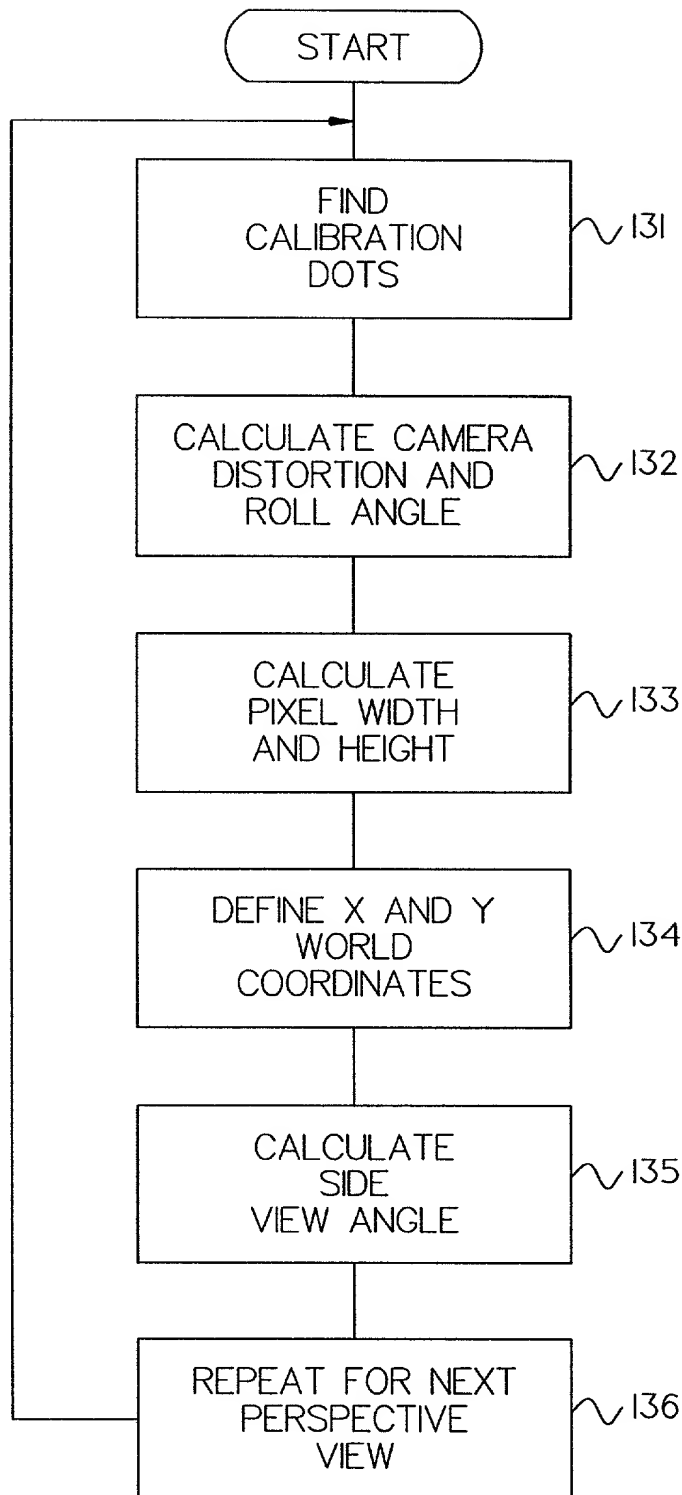 START
FIND
CALIBRATION
DOTS
131
CALCULATE CAMERA
DISTORTION AND
ROLL ANGLE
132
CALCULATE
PIXEL WIDTH
AND HEIGHT
133
DEFINE X AND Y
WORLD
COORDINATES
134
CALCULATE
SIDE
VIEW ANGLE
135
REPEAT FOR NEXT
PERSPECTIVE
VIEW
136